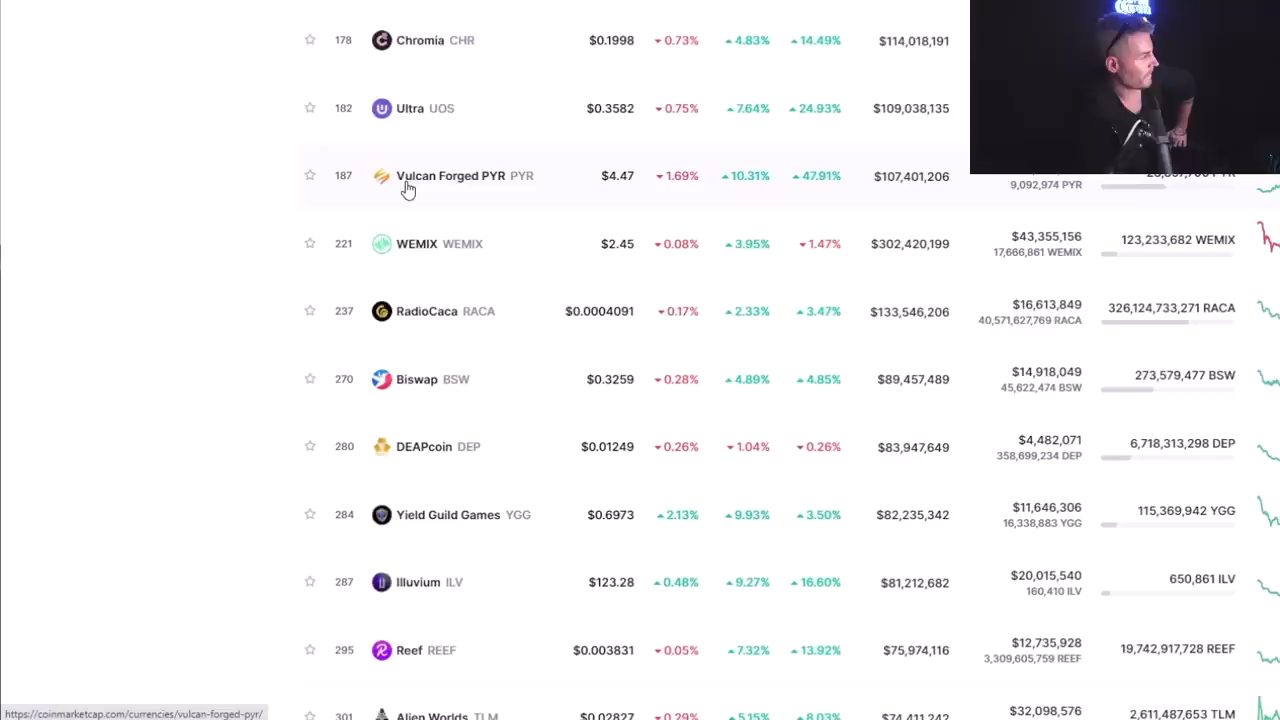 178 Chromia CHR $0.1998 0.73% 4.83% 14.49% $114,018,191
182 Ultra UOS $0.3582 0.75% 7.64% 24.93% $109,038,135
187 Vulcan Forged PYR PYR $4.47 1.69% 10.31% 47.91% $107,401,206
9,092,974 PYR
221 WEMIX WEMIX $2.45 0.08% 3.95% 1.47% $302,420,199 $43,355,156 123,233,682 WEMIX
17,666,861 WEMIX
237 RadioCaca RACA $0.0004091 0.17% 2.33% 3.47% $133,546,206 $16,613,849 326,124,733,271 RACA
40,571,627,769 RACA
270 Biswap BSW $0.3259 0.28% 4.89% 4.85% $89,457,489 $14,918,049 273,579,477 BSW
45,622,474 BSW
280 DEAPcoin DEP $0.01249 0.26% 1.04% 0.26% $83,947,649 $4,482,071 6,718,313,298 DEP
358,699,234 DEP
284 Yield Guild Games YGG $0.6973 2.13% 9.93% 3.50% $82,235,342 $11,646,306 115,369,942 YGG
16,338,883 YGG
287 Illuvium ILV $123.28 0.48% 9.27% 16.60% $81,212,682 $20,015,540 650,861 ILV
160,410 ILV
295 Reef REEF $0.003831 0.05% 7.32% 13.92% $75,974,116 $12,735,928 19,742,917,728 REEF
3,309,605,759 REEF
301 Alien Worlds TLM $0.02827 0.29% 5.15% 8.03% $74,411,242 $32,098,576 2,611,487,653 TLM
https://coinmarketcap.com/currencies/vulcan-forged-pyr/